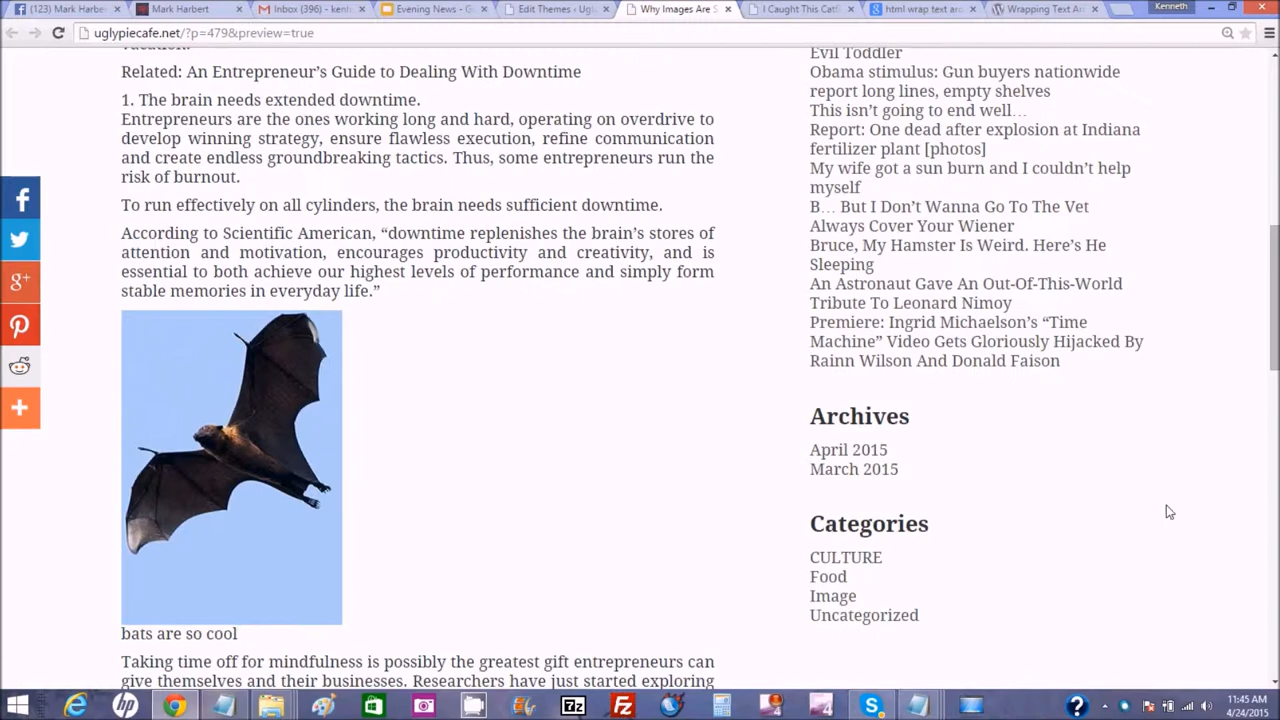 (123) Mark Harbe
Mark Harbert
Inbox (396) - kent
Evening News - G
Edit Themes ‹ Ugl
Why Images Are S
I Caught This Catf
html wrap text aro
Wrapping Text Ar
Kenneth
uglypiecafe.net/?p=479&preview=true
vacation.
Related: An Entrepreneur’s Guide to Dealing With Downtime
1. The brain needs extended downtime.
Entrepreneurs are the ones working long and hard, operating on overdrive to
develop winning strategy, ensure flawless execution, refine communication
and create endless groundbreaking tactics. Thus, some entrepreneurs run the
risk of burnout.
To run effectively on all cylinders, the brain needs sufficient downtime.
According to Scientific American, “downtime replenishes the brain’s stores of
attention and motivation, encourages productivity and creativity, and is
essential to both achieve our highest levels of performance and simply form
stable memories in everyday life.”
bats are so cool
Taking time off for mindfulness is possibly the greatest gift entrepreneurs can
give themselves and their businesses. Researchers have just started exploring
Evil Toddler
Obama stimulus: Gun buyers nationwide
report long lines, empty shelves
This isn’t going to end well…
Report: One dead after explosion at Indiana
fertilizer plant [photos]
My wife got a sun burn and I couldn’t help
myself
B… But I Don’t Wanna Go To The Vet
Always Cover Your Wiener
Bruce, My Hamster Is Weird. Here’s He
Sleeping
An Astronaut Gave An Out-Of-This-World
Tribute To Leonard Nimoy
Premiere: Ingrid Michaelson’s “Time
Machine” Video Gets Gloriously Hijacked By
Rainn Wilson And Donald Faison
Archives
April 2015
March 2015
Categories
CULTURE
Food
Image
Uncategorized
11:45 AM
4/24/2015